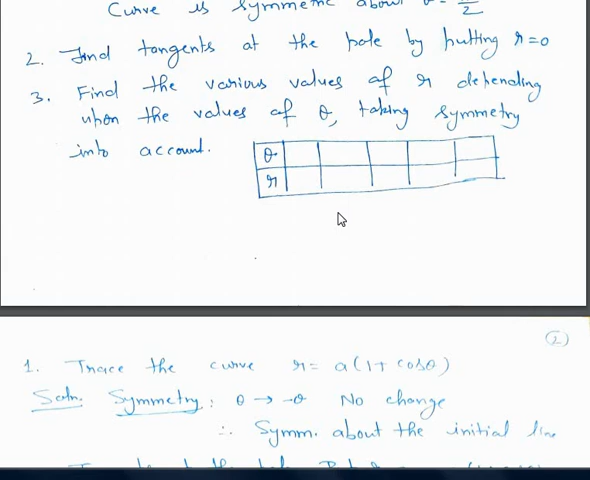 Curve is symmetric about θ = π/2
2. Find tangents at the pole by putting r=0
3. Find the various values of r depending
upon the values of θ, taking symmetry
into account.
θ
r
(2)
1. Trace the curve r = a(1+cosθ)
Soln. Symmetry: θ → -θ No change
∴ Symm. about the initial line